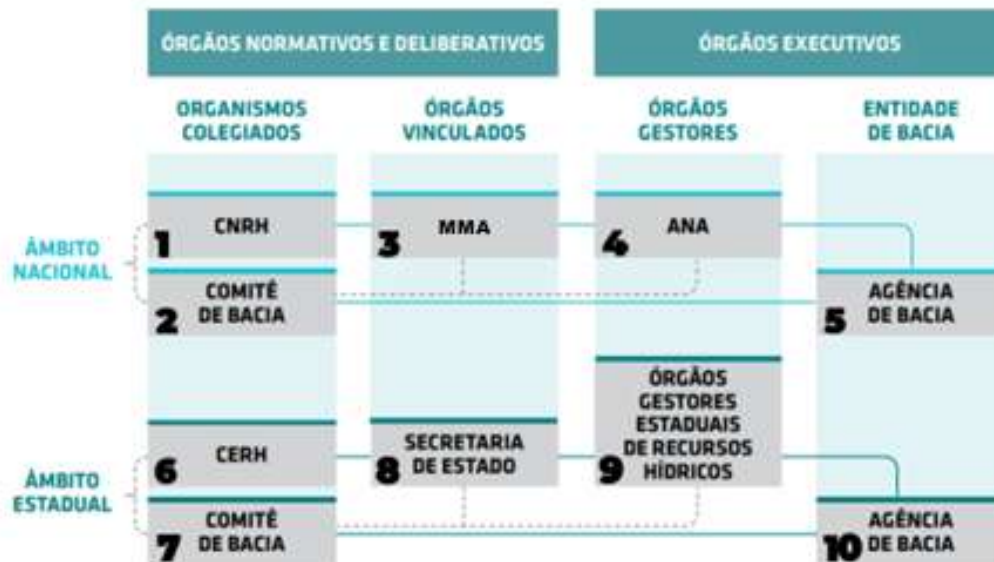 ÓRGÃOS NORMATIVOS E DELIBERATIVOS
ÓRGÃOS EXECUTIVOS
ORGANISMOS
COLEGIADOS
ÓRGÃOS
VINCULADOS
ÓRGÃOS
GESTORES
ENTIDADE
DE BACIA
ÂMBITO
NACIONAL
1 CNRH
3 MMA
4 ANA
2 COMITÊ
DE BACIA
5 AGÊNCIA
DE BACIA
ÂMBITO
ESTADUAL
6 CERH
8 SECRETARIA
DE ESTADO
9 ÓRGÃOS
GESTORES
ESTADUAIS
DE RECURSOS
HÍDRICOS
7 COMITÊ
DE BACIA
10 AGÊNCIA
DE BACIA